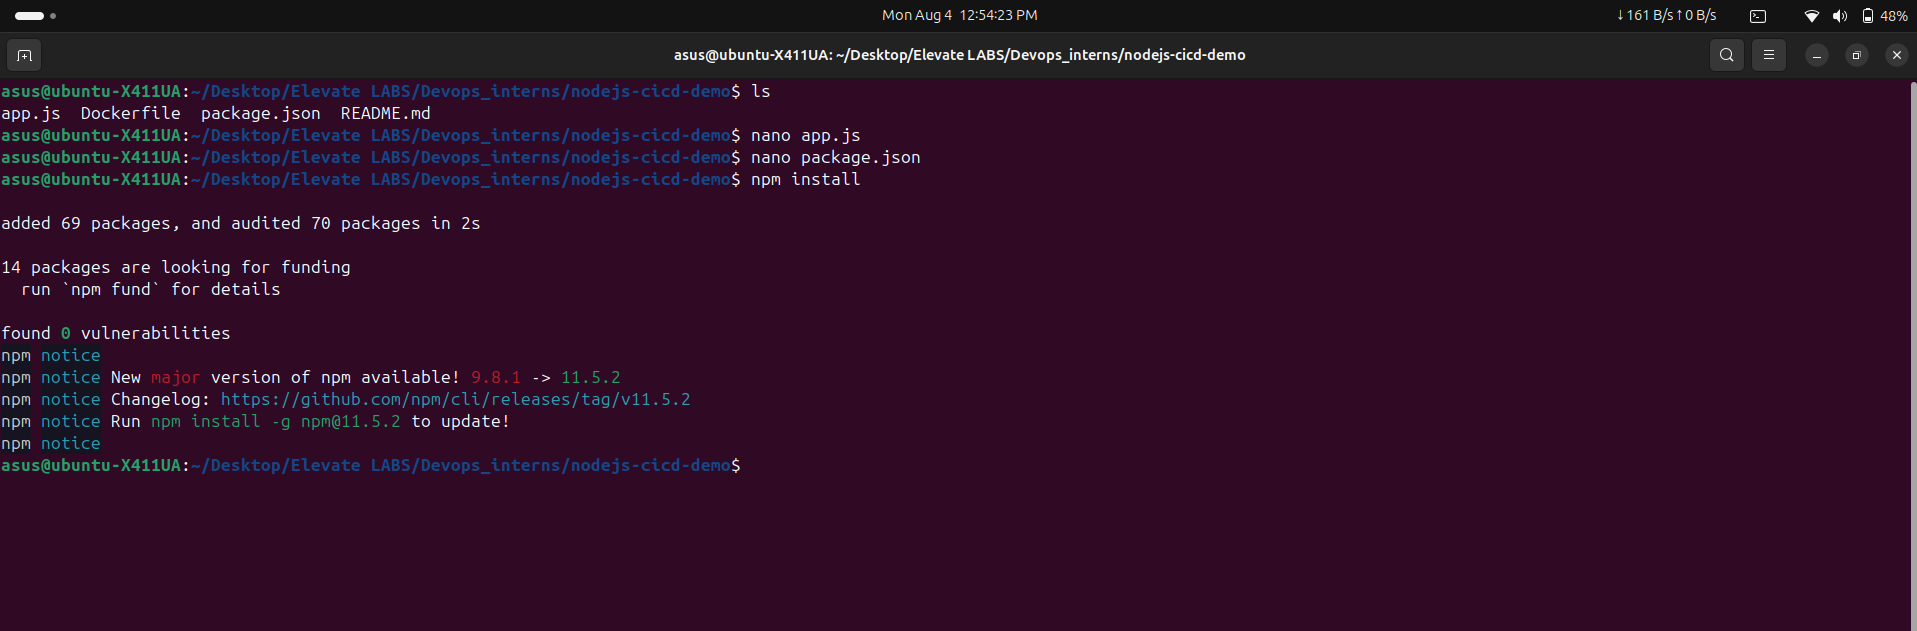 Mon Aug 4 12:54:23 PM
↓161 B/s↑0 B/s
48%
asus@ubuntu-X411UA: ~/Desktop/Elevate LABS/Devops_interns/nodejs-cicd-demo
asus@ubuntu-X411UA:~/Desktop/Elevate LABS/Devops_interns/nodejs-cicd-demo$ ls
app.js  Dockerfile  package.json  README.md
asus@ubuntu-X411UA:~/Desktop/Elevate LABS/Devops_interns/nodejs-cicd-demo$ nano app.js
asus@ubuntu-X411UA:~/Desktop/Elevate LABS/Devops_interns/nodejs-cicd-demo$ nano package.json
asus@ubuntu-X411UA:~/Desktop/Elevate LABS/Devops_interns/nodejs-cicd-demo$ npm install
added 69 packages, and audited 70 packages in 2s
14 packages are looking for funding
  run `npm fund` for details
found 0 vulnerabilities
npm notice
npm notice New major version of npm available! 9.8.1 -> 11.5.2
npm notice Changelog: https://github.com/npm/cli/releases/tag/v11.5.2
npm notice Run npm install -g npm@11.5.2 to update!
npm notice
asus@ubuntu-X411UA:~/Desktop/Elevate LABS/Devops_interns/nodejs-cicd-demo$